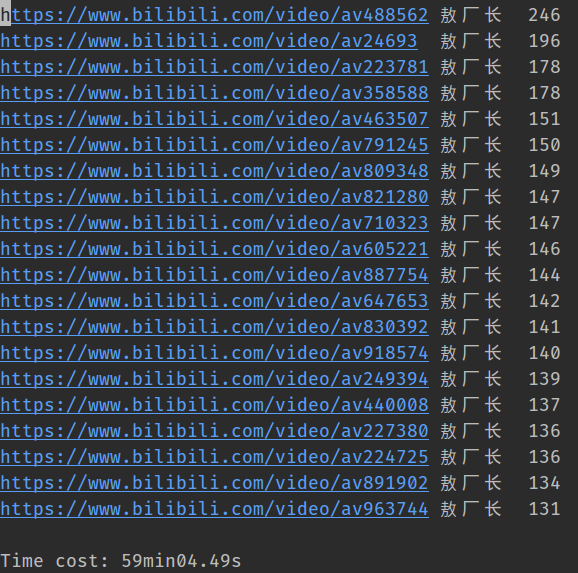 https://www.bilibili.com/video/av488562 敖厂长 246
https://www.bilibili.com/video/av24693 敖厂长 196
https://www.bilibili.com/video/av223781 敖厂长 178
https://www.bilibili.com/video/av358588 敖厂长 178
https://www.bilibili.com/video/av463507 敖厂长 151
https://www.bilibili.com/video/av791245 敖厂长 150
https://www.bilibili.com/video/av809348 敖厂长 149
https://www.bilibili.com/video/av821280 敖厂长 147
https://www.bilibili.com/video/av710323 敖厂长 147
https://www.bilibili.com/video/av605221 敖厂长 146
https://www.bilibili.com/video/av887754 敖厂长 144
https://www.bilibili.com/video/av647653 敖厂长 142
https://www.bilibili.com/video/av830392 敖厂长 141
https://www.bilibili.com/video/av918574 敖厂长 140
https://www.bilibili.com/video/av249394 敖厂长 139
https://www.bilibili.com/video/av440008 敖厂长 137
https://www.bilibili.com/video/av227380 敖厂长 136
https://www.bilibili.com/video/av224725 敖厂长 136
https://www.bilibili.com/video/av891902 敖厂长 134
https://www.bilibili.com/video/av963744 敖厂长 131
Time cost: 59min04.49s